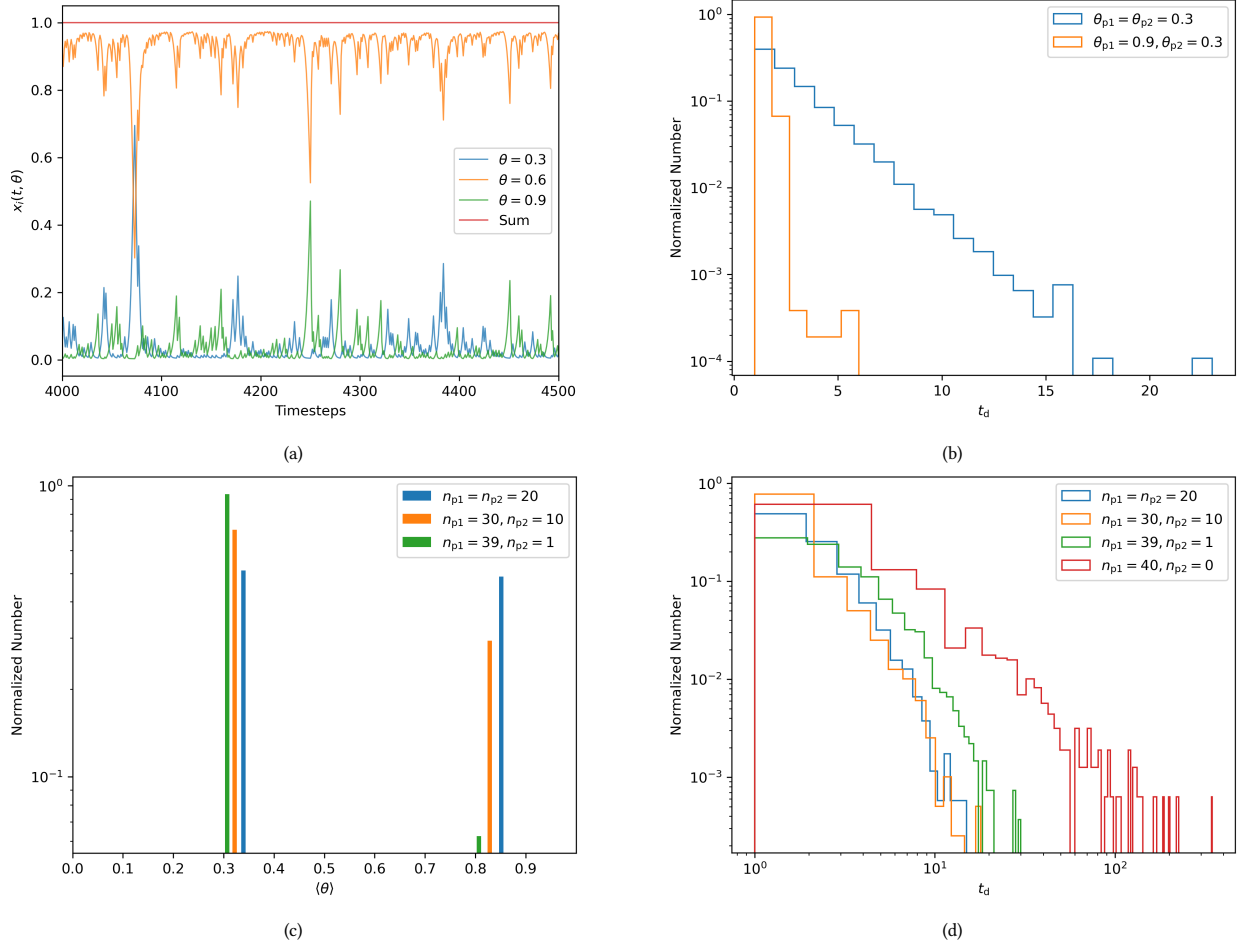 1.0
0.8
0.6
0.4
0.2
0.0
x_i(t, θ)
θ = 0.3
θ = 0.6
θ = 0.9
Sum
4000 4100 4200 4300 4400 4500
Timesteps
(a)
10^0
10^-1
10^-2
10^-3
10^-4
Normalized Number
θ_p1 = θ_p2 = 0.3
θ_p1 = 0.9, θ_p2 = 0.3
0 5 10 15 20
t_d
(b)
10^0
10^-1
Normalized Number
n_p1 = n_p2 = 20
n_p1 = 30, n_p2 = 10
n_p1 = 39, n_p2 = 1
0.0 0.1 0.2 0.3 0.4 0.5 0.6 0.7 0.8 0.9
⟨θ⟩
(c)
10^0
10^-1
10^-2
10^-3
Normalized Number
n_p1 = n_p2 = 20
n_p1 = 30, n_p2 = 10
n_p1 = 39, n_p2 = 1
n_p1 = 40, n_p2 = 0
10^0 10^1 10^2
t_d
(d)